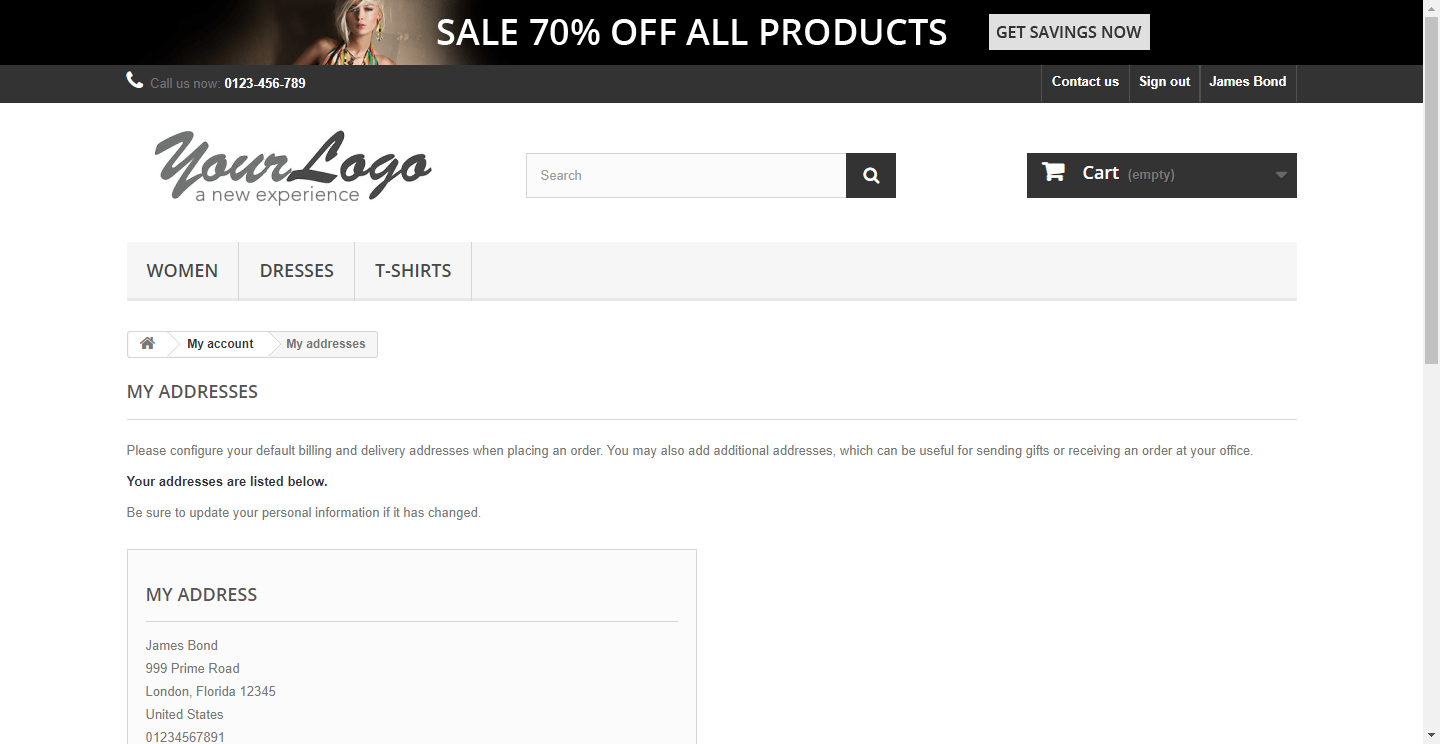 SALE 70% OFF ALL PRODUCTS GET SAVINGS NOW
Call us now: 0123-456-789 Contact us Sign out James Bond
Your Logo
a new experience
Search
Cart (empty)
WOMEN DRESSES T-SHIRTS
My account My addresses
MY ADDRESSES
Please configure your default billing and delivery addresses when placing an order. You may also add additional addresses, which can be useful for sending gifts or receiving an order at your office.
Your addresses are listed below.
Be sure to update your personal information if it has changed.
MY ADDRESS
James Bond
999 Prime Road
London, Florida 12345
United States
01234567891